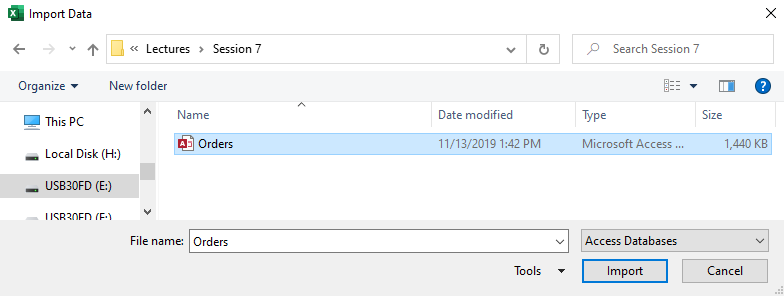 Import Data
« Lectures > Session 7
Search Session 7
Organize
New folder
?
Name
Date modified
Type
Size
This PC
Local Disk (H:)
USB30FD (E:)
USB30FD (E:)
A Orders
11/13/2019 1:42 PM
Microsoft Access ...
1,440 KB
File name:
Orders
Access Databases
Tools
Import
Cancel